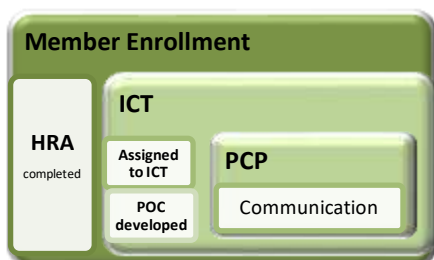 Member Enrollment
HRA
completed
ICT
Assigned
to ICT
POC
developed
PCP
Communication